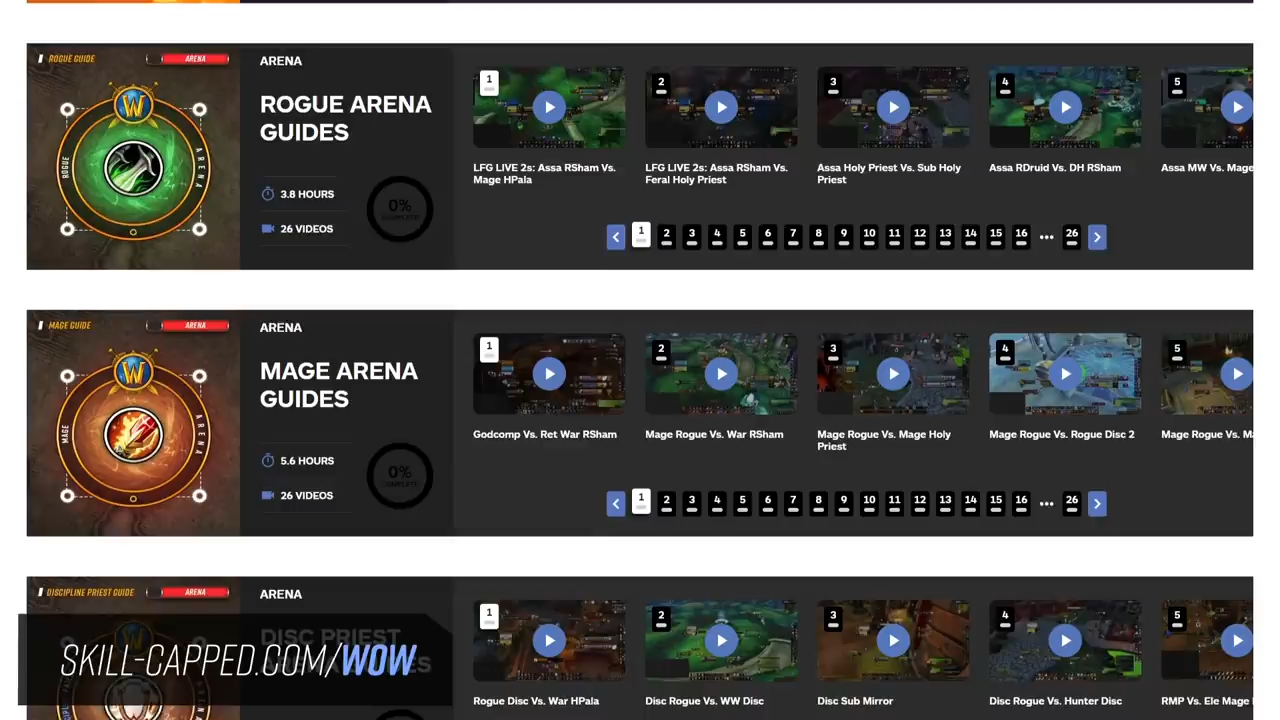 ROGUE GUIDE
ARENA
ROGUE
ARENA
ARENA
ROGUE ARENA
GUIDES
3.8 HOURS
26 VIDEOS
0%
COMPLETE
1
2
3
4
5
LFG LIVE 2s: Assa RSham Vs.
Mage HPala
LFG LIVE 2s: Assa RSham Vs.
Feral Holy Priest
Assa Holy Priest Vs. Sub Holy
Priest
Assa RDruid Vs. DH RSham
Assa MW Vs. Mage
1 2 3 4 5 6 7 8 9 10 11 12 13 14 15 16 ••• 26
MAGE GUIDE
ARENA
MAGE
ARENA
ARENA
MAGE ARENA
GUIDES
5.6 HOURS
26 VIDEOS
0%
COMPLETE
1
2
3
4
5
Godcomp Vs. Ret War RSham
Mage Rogue Vs. War RSham
Mage Rogue Vs. Mage Holy
Priest
Mage Rogue Vs. Rogue Disc 2
Mage Rogue Vs.
1 2 3 4 5 6 7 8 9 10 11 12 13 14 15 16 ••• 26
DISCIPLINE PRIEST GUIDE
ARENA
ARENA
DISC PRIEST
1
2
3
4
5
Rogue Disc Vs. War HPala
Disc Rogue Vs. WW Disc
Disc Sub Mirror
Disc Rogue Vs. Hunter Disc
RMP Vs. Ele Mage
SKILL-CAPPED.COM/WOW